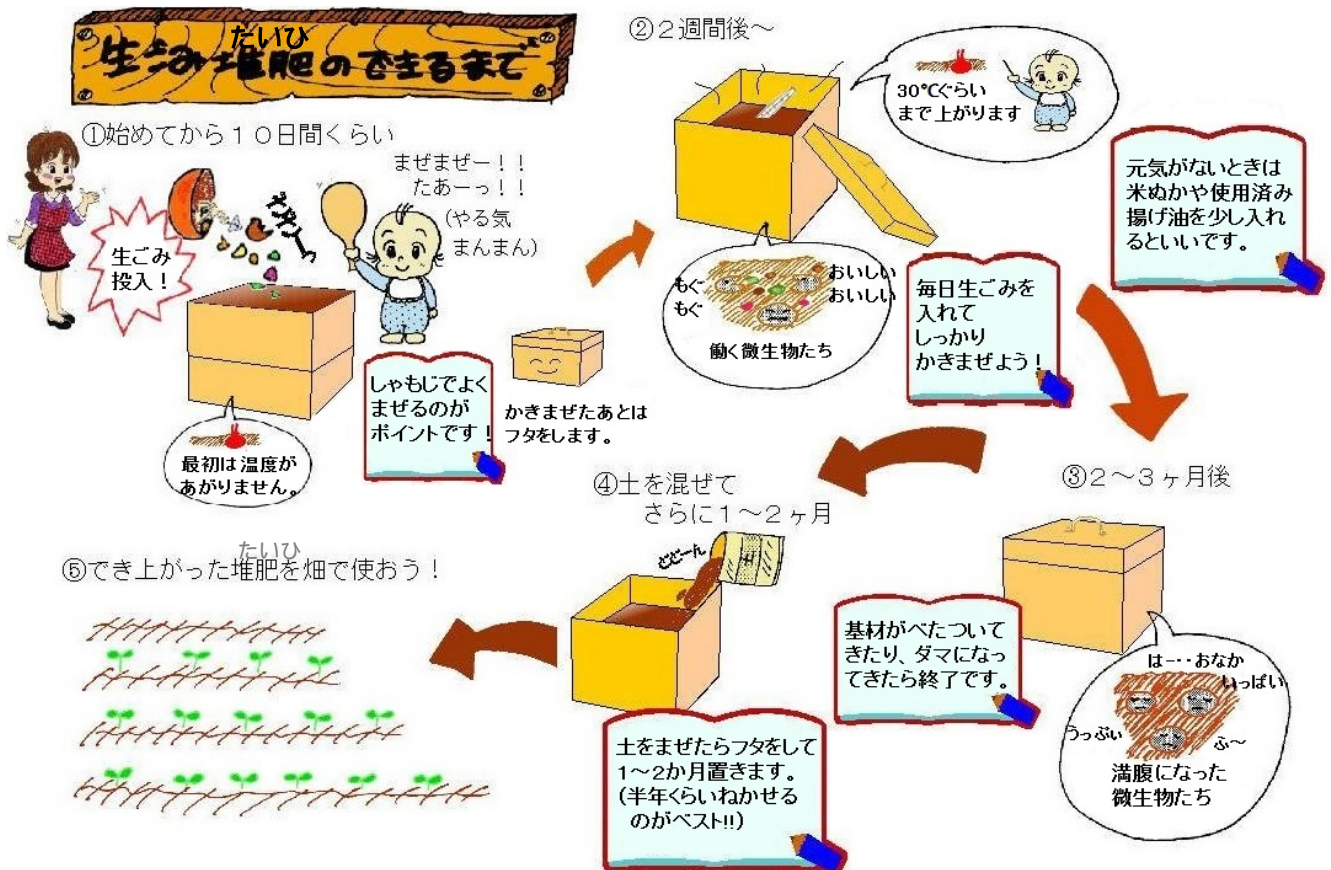 だいひ
生ごみ堆肥のできるまで
①始めてから１０日間くらい
まぜまぜー！！
たあーっ！！
(やる気
まんまん)
生ごみ
投入！
最初は温度が
あがりません。
しゃもじでよく
まぜるのが
ポイントです！
かきまぜたあとは
フタをします。
②２週間後～
30℃ぐらい
まで上がります
もぐ
もぐ
おいしい
おいしい
働く微生物たち
毎日生ごみを
入れて
しっかり
かきまぜよう！
元気がないときは
米ぬかや使用済み
揚げ油を少し入れ
るといいです。
③２～３ヶ月後
基材がべたついて
きたり、ダマになっ
てきたら終了です。
はー…おなか
いっぱい
うっぷい
ふ～
満腹になった
微生物たち
④土を混ぜて
さらに１～２ヶ月
どどーん
土をまぜたらフタをして
1～2か月置きます。
(半年くらいねかせる
のがベスト!!)
たいひ
⑤でき上がった堆肥を畑で使おう！